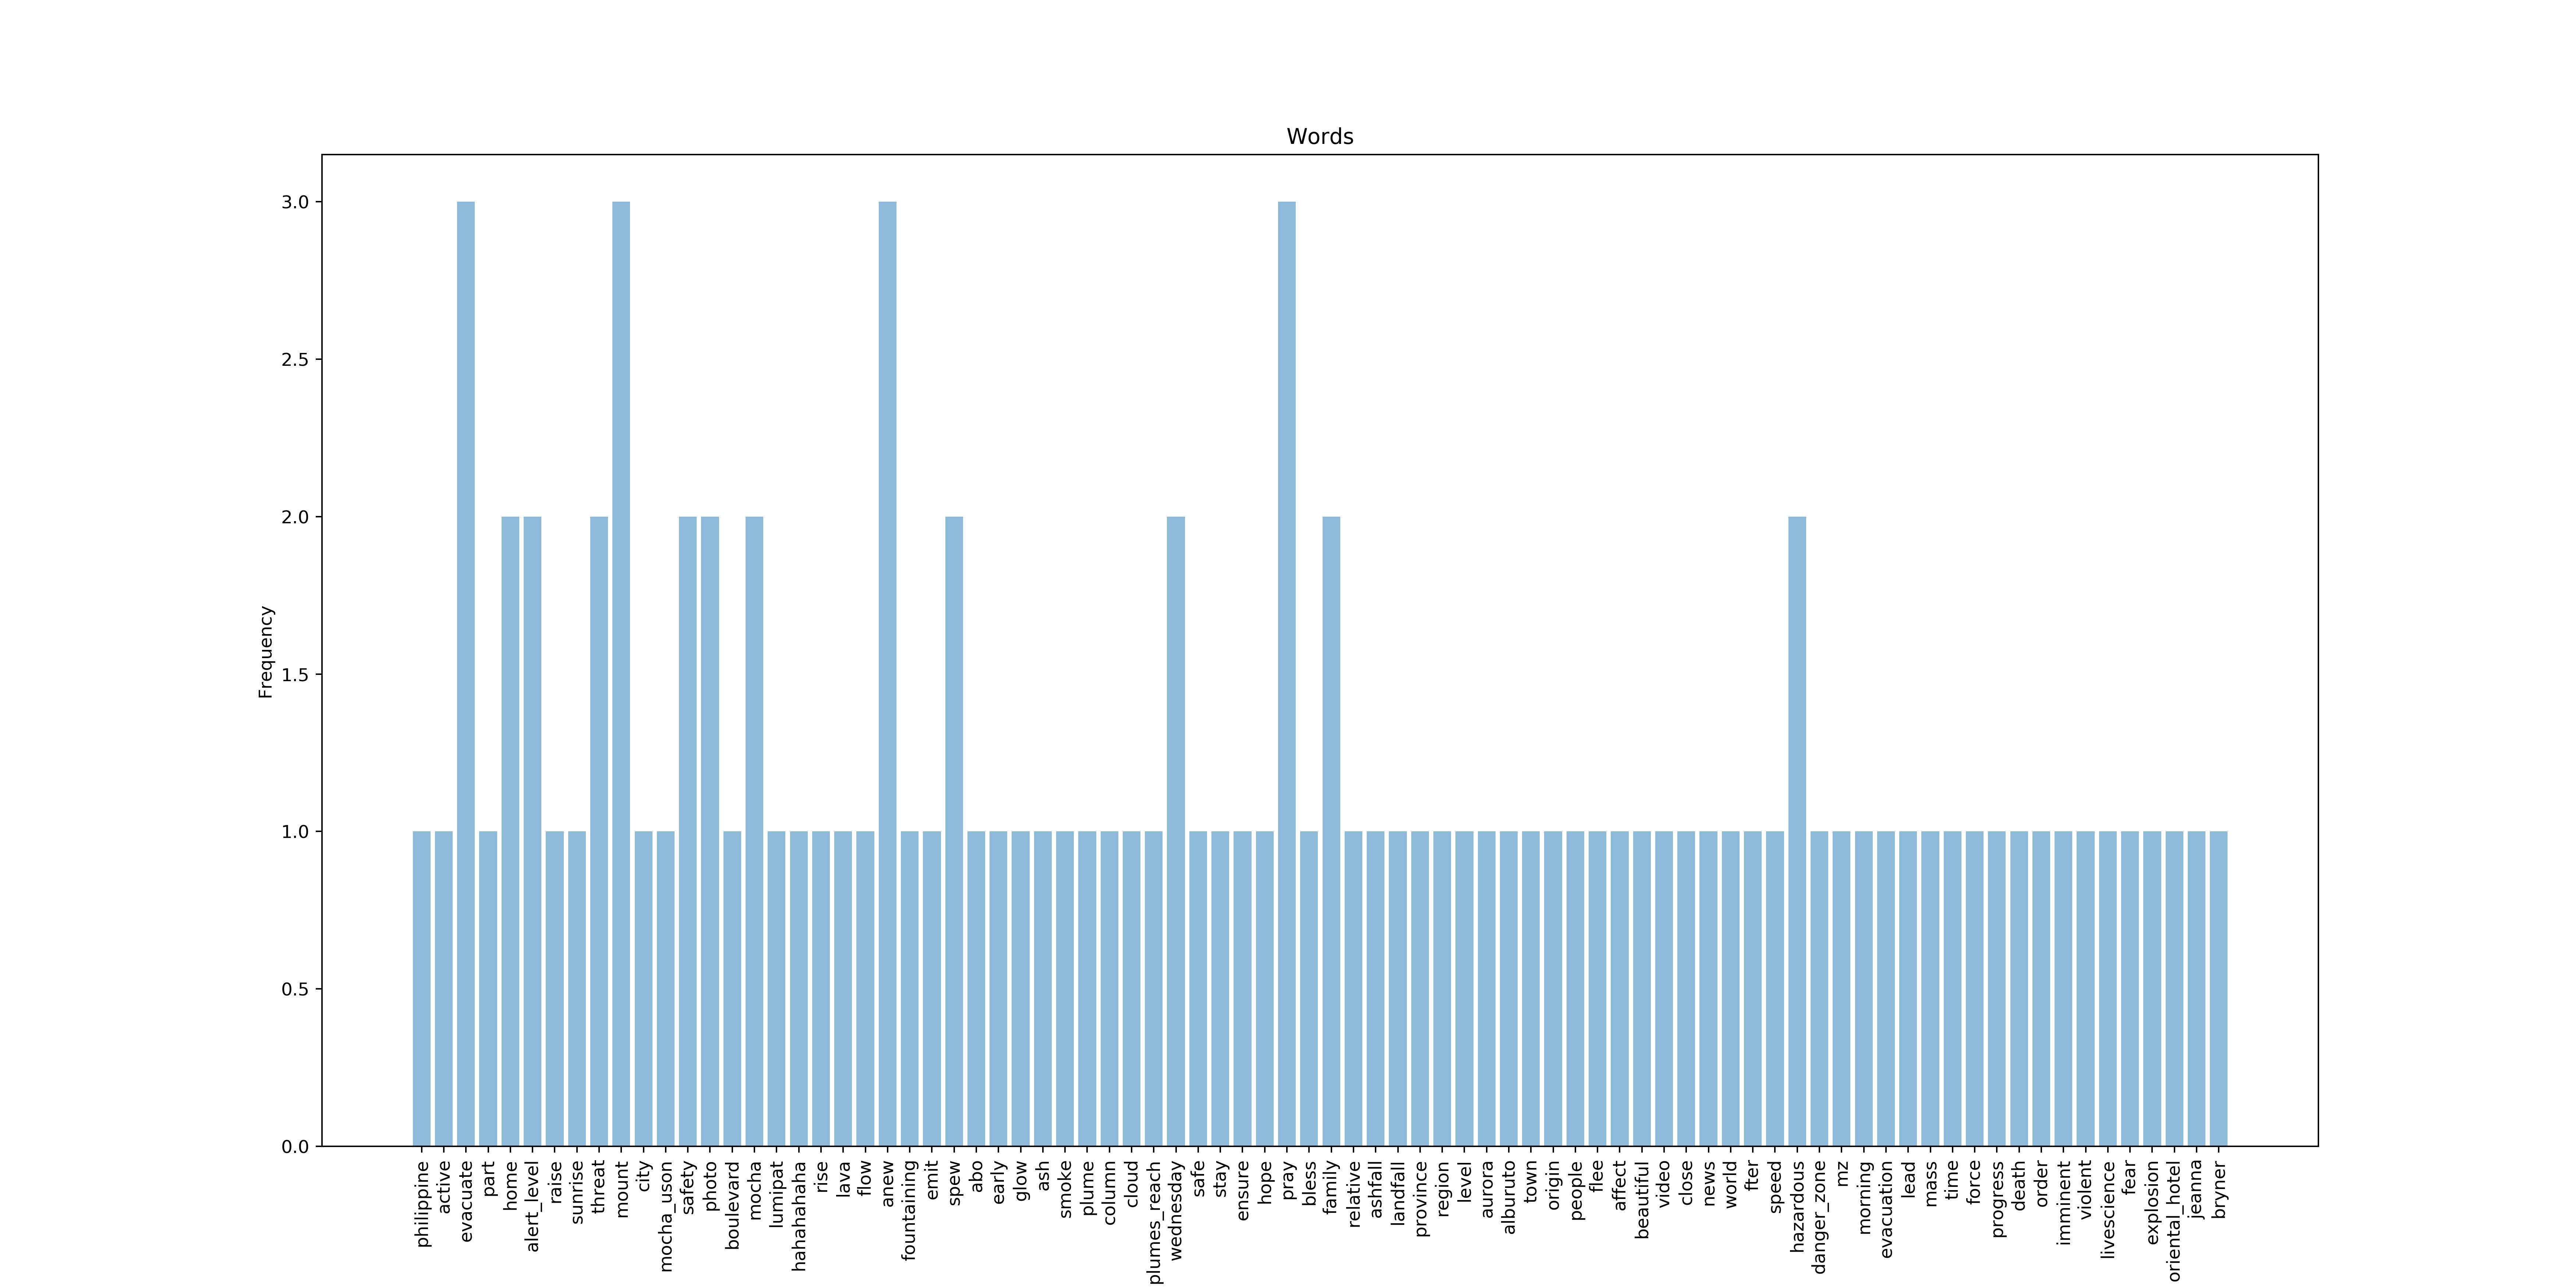 Words
3.0
2.5
2.0
1.5
1.0
0.5
0.0
Frequency
philippine
active
evacuate
part
home
alert_level
raise
sunrise
threat
mount
city
mocha_uson
safety
photo
boulevard
mocha
lumipat
hahahahaha
rise
lava
flow
anew
fountaining
emit
spew
abo
early
glow
ash
smoke
plume
column
cloud
plumes_reach
wednesday
safe
stay
ensure
hope
pray
bless
family
relative
ashfall
landfall
province
region
level
aurorra
alburuto
town
origin
people
flee
affect
beautiful
video
close
news
world
fter
speed
hazardous
danger_zone
mz
morning
evacuation
lead
mass
time
force
progress
death
order
imminent
violent
livescience
fear
explosion
oriental_hotel
jeanna
bryner